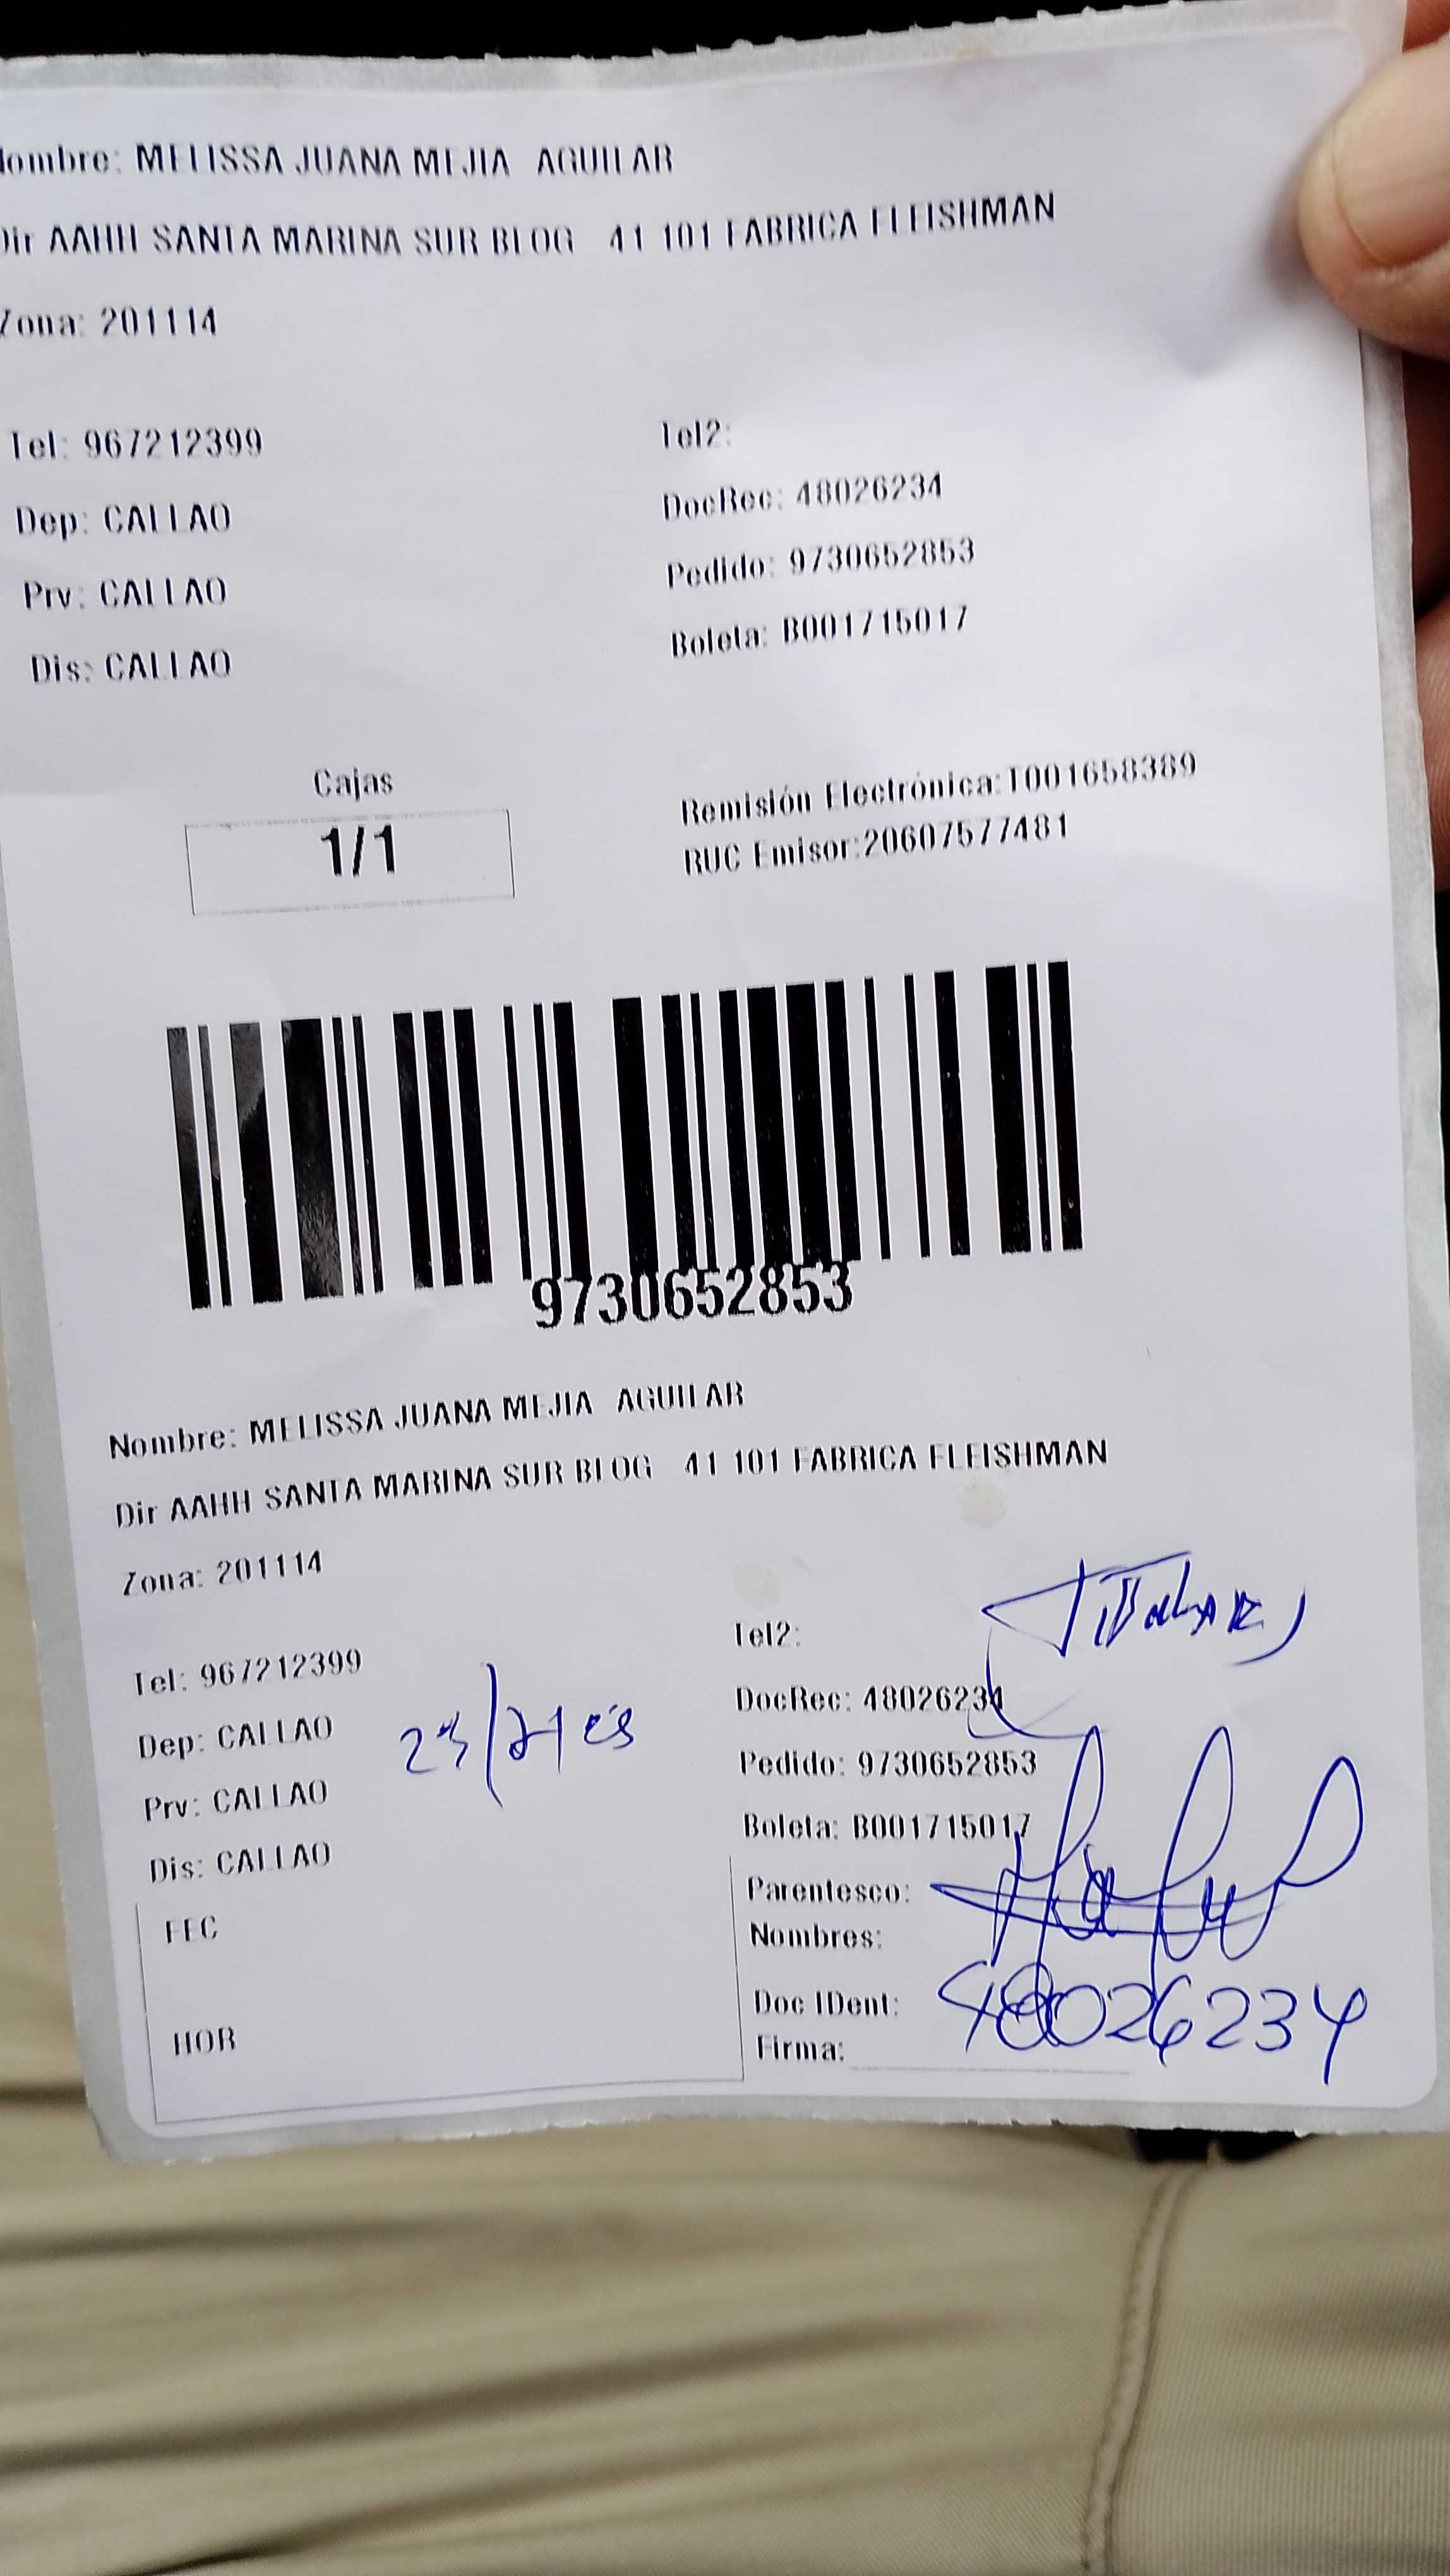 Nombre: MELISSA JUANA MEJIA AGUILAR
Dir AAHH SANTA MARINA SUR BLOG 41 101 FABRICA FLEISHMAN
Zona: 201114
Tel: 967212399
Tel2:
Dep: CALLAO
DocRec: 48026234
Prv: CALLAO
Pedido: 9730652853
Dis: CALLAO
Boleta: B001715017
Cajas
1/1
Remisión Electrónica:T001658389
RUC Emisor:20607577481
9730652853
Nombre: MELISSA JUANA MEJIA AGUILAR
Dir AAHH SANTA MARINA SUR BLOG 41 101 FABRICA FLEISHMAN
Zona: 201114
Tel: 967212399
Tel2:
Dep: CALLAO
DocRec: 48026234
Prv: CALLAO
Pedido: 9730652853
Dis: CALLAO
Boleta: B001715017
FEC
Parentesco:
Nombres:
HOR
Doc IDent: 48026234
Firma: